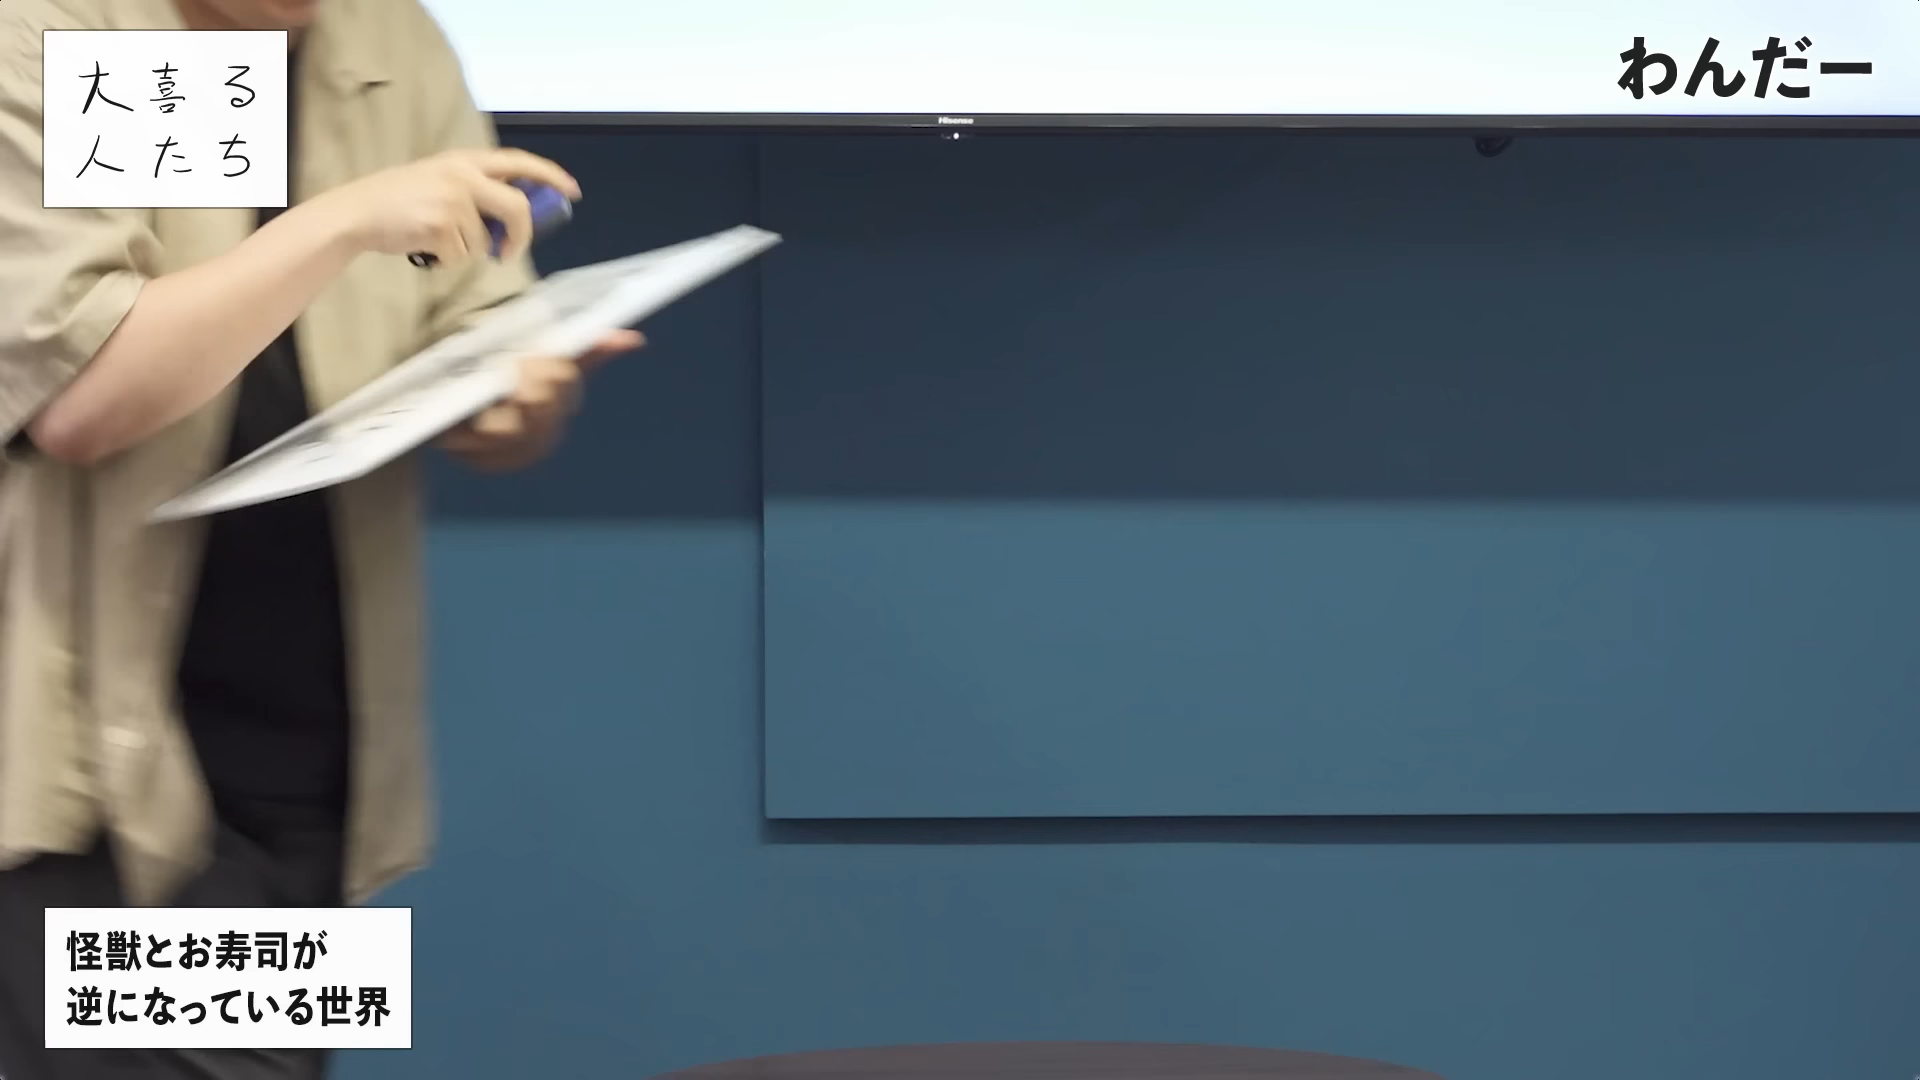 大喜る
人たち
わんだー
Hisense
怪獣とお寿司が
逆になっている世界